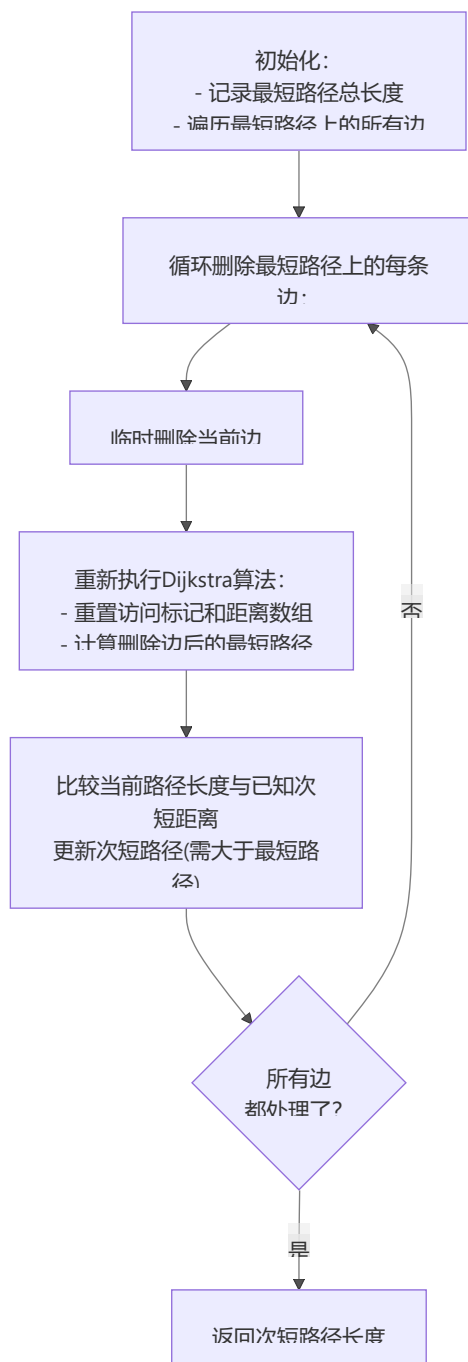 初始化：
- 记录最短路径总长度
- 遍历最短路径上的所有边
循环删除最短路径上的每条
边：
临时删除当前边
重新执行Dijkstra算法：
- 重置访问标记和距离数组
- 计算删除边后的最短路径
比较当前路径长度与已知次
短距离
更新次短路径(需大于最短路
径)
所有边
都处理了?
否
是
返回次短路径长度